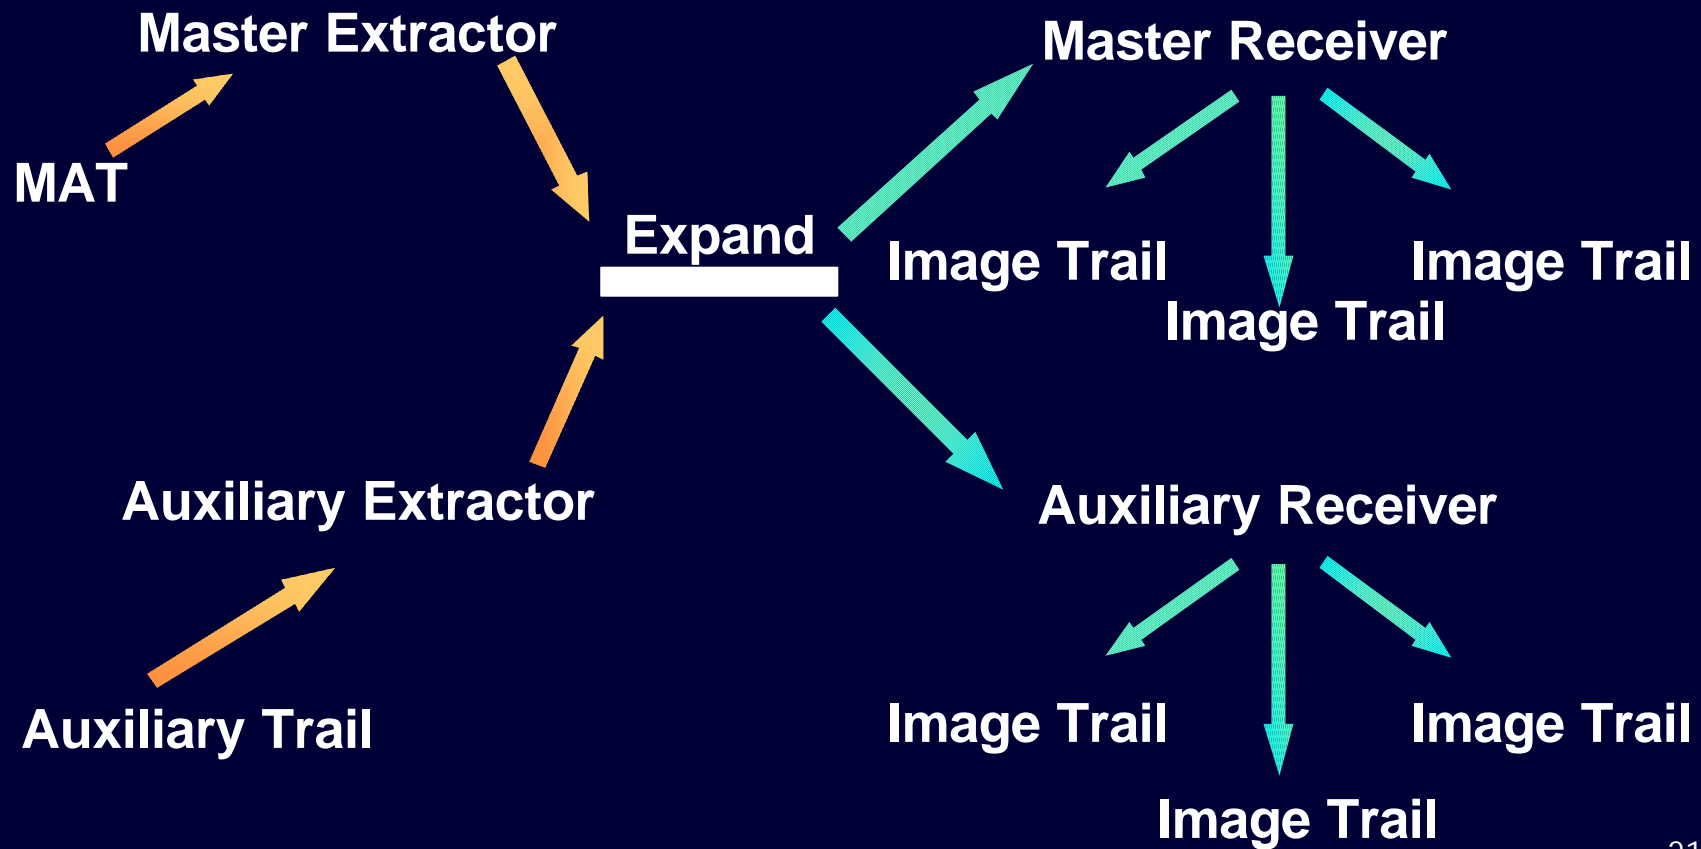 Master Extractor
Master Receiver
MAT
Expand
Image Trail
Image Trail
Image Trail
Auxiliary Extractor
Auxiliary Receiver
Auxiliary Trail
Image Trail
Image Trail
Image Trail